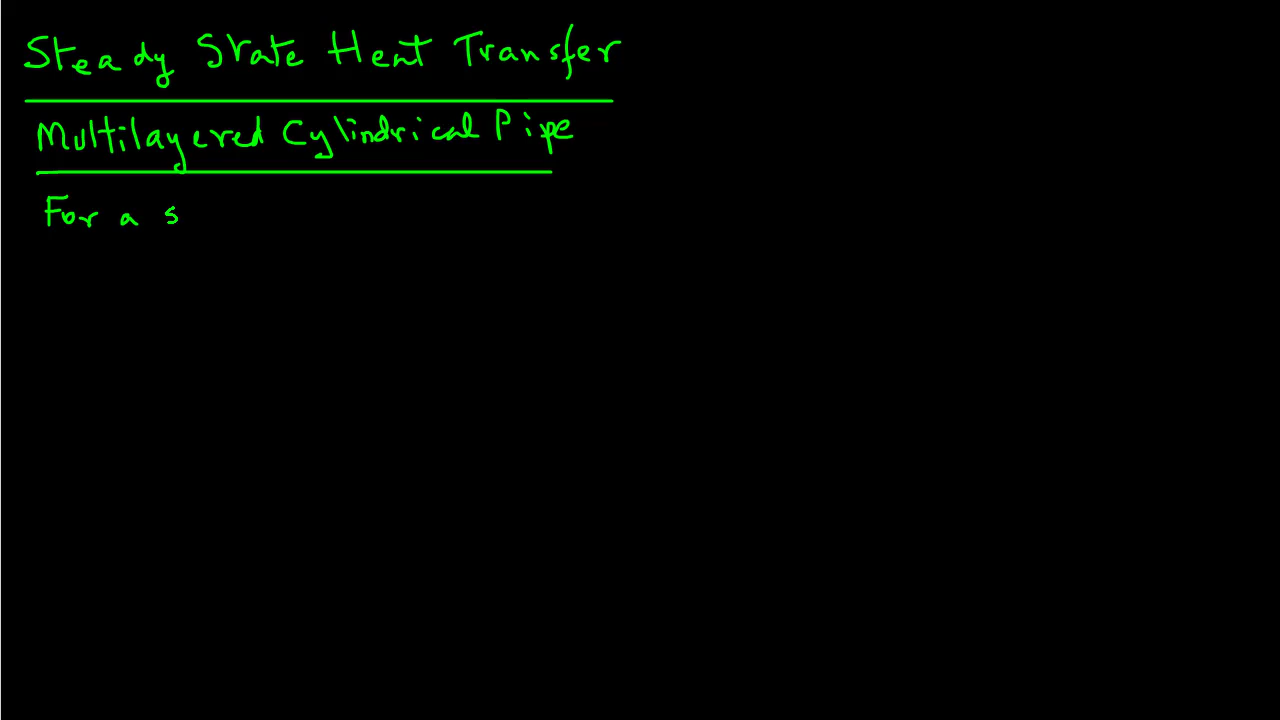 Steady State Heat Transfer
Multilayered Cylindrical Pipe
For a s